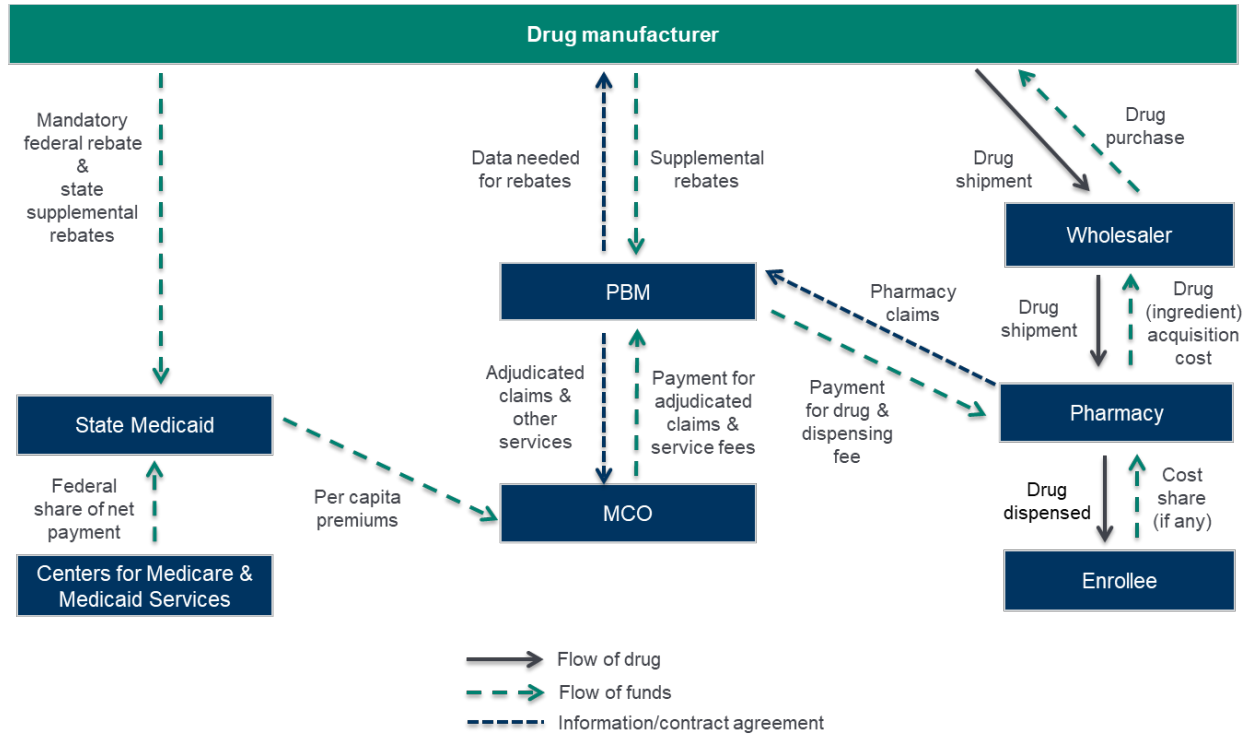 Drug manufacturer
Mandatory
federal rebate
&
state
supplemental
rebates
Data needed
for rebates
Supplemental
rebates
Drug
shipment
Drug
purchase
Wholesaler
PBM
Pharmacy
claims
Drug
shipment
Drug
(ingredient)
acquisition
cost
Adjudicated
claims &
other
services
Payment for
adjudicated
claims &
service fees
Payment
for drug &
dispensing
fee
State Medicaid
Pharmacy
Federal
share of net
payment
Per capita
premiums
MCO
Drug
dispensed
Cost
share
(if any)
Centers for Medicare &
Medicaid Services
Enrollee
Flow of drug
Flow of funds
Information/contract agreement